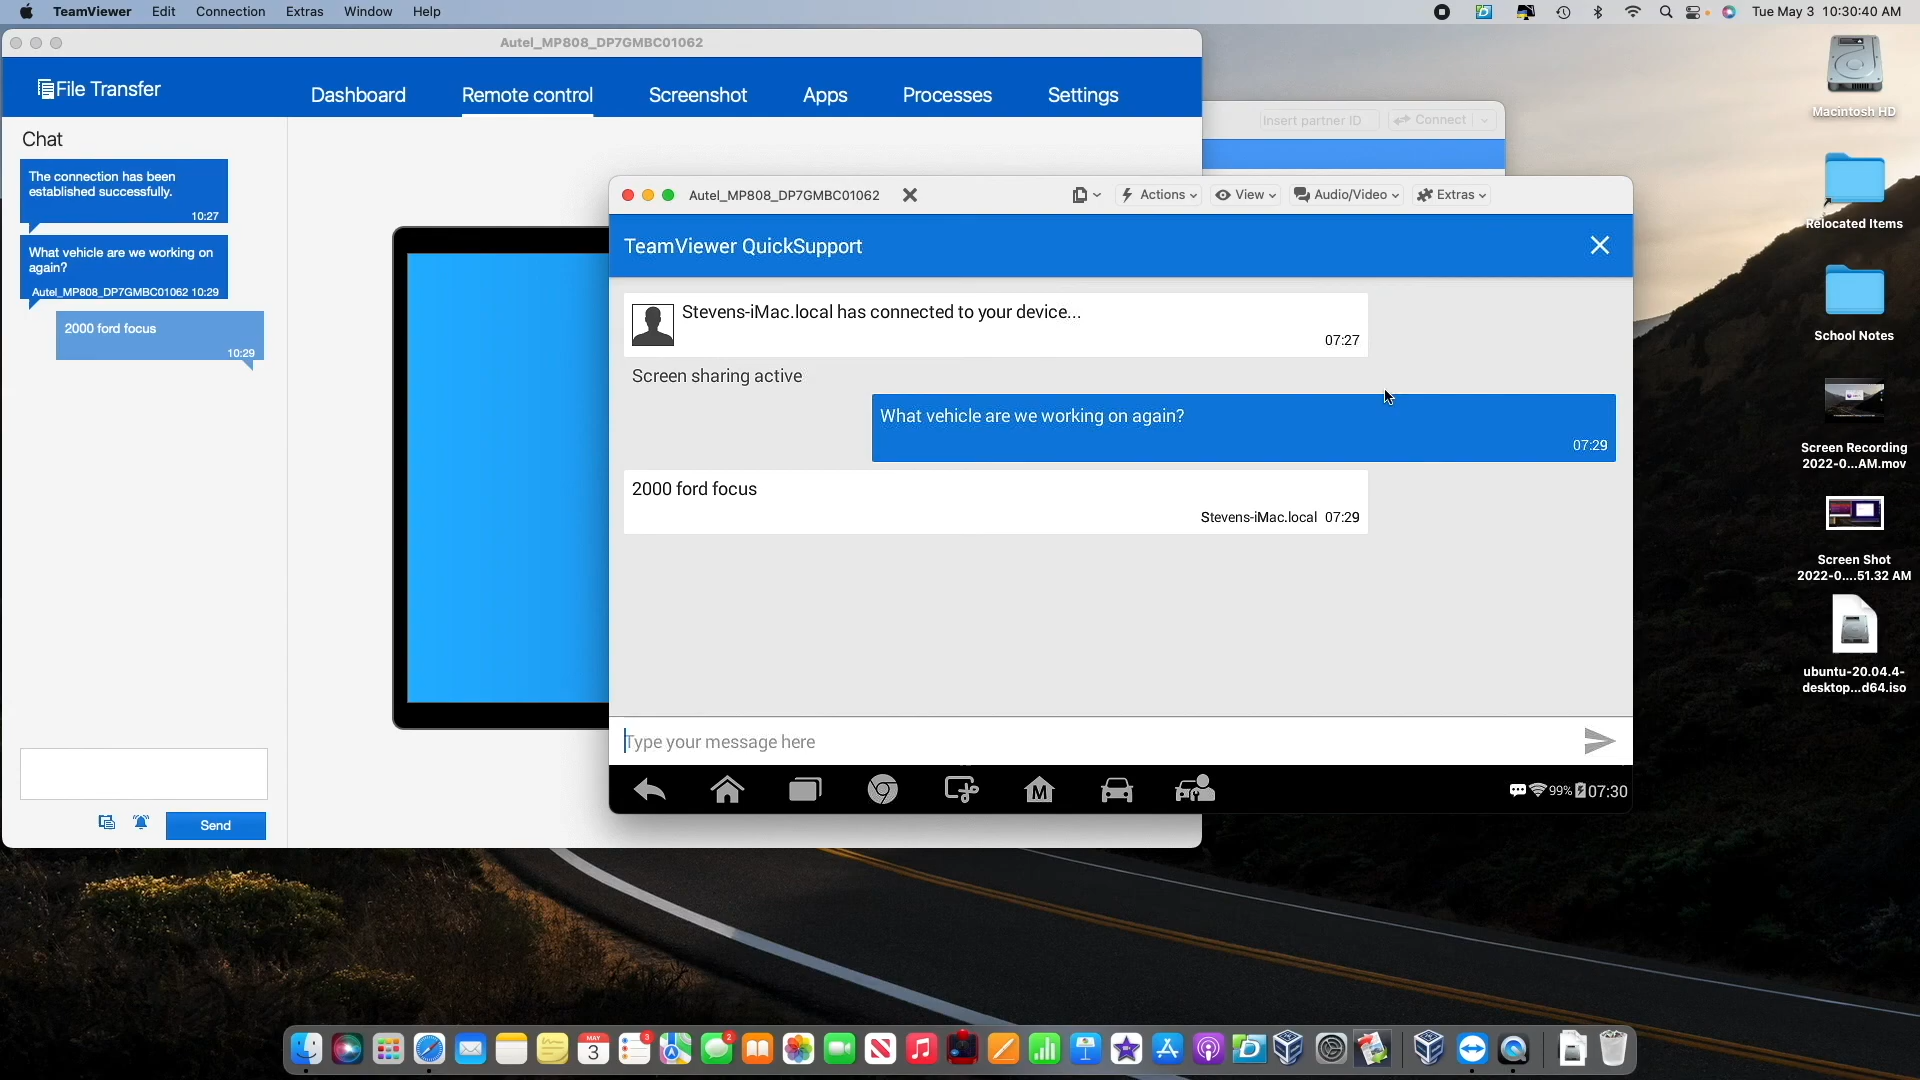 TeamViewer Edit Connection Extras Window Help
Tue May 3 10:30:40 AM
Autel_MP808_DP7GMBC01062
File Transfer
Dashboard Remote control Screenshot Apps Processes Settings
Chat
The connection has been
established successfully.
10:27
What vehicle are we working on
again?
Autel_MP808_DP7GMBC01062 10:29
2000 ford focus
10:29
Send
Insert partner ID
Connect
Autel_MP808_DP7GMBC01062
Actions View Audio/Video Extras
TeamViewer QuickSupport
Stevens-iMac.local has connected to your device...
07:27
Screen sharing active
What vehicle are we working on again?
07:29
2000 ford focus
Stevens-iMac.local 07:29
Type your message here
M
99% 07:30
Macintosh HD
Relocated Items
School Notes
Screen Recording
2022-0...AM.mov
Screen Shot
2022-0....51.32 AM
ubuntu-20.04.4-
desktop...d64.iso
MAY
3
3
2